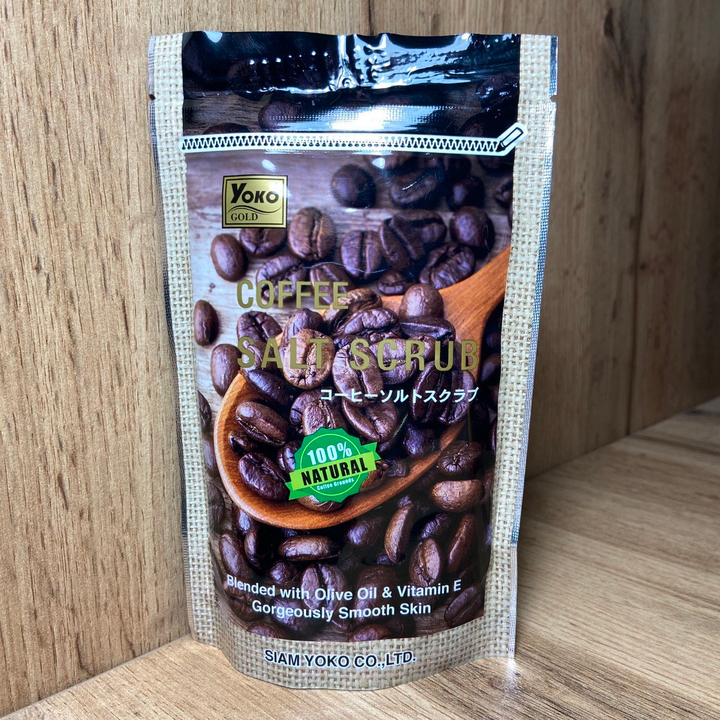 YOKO
GOLD
COFFEE
SALT SCRUB
コーヒーソルトスクラブ
100%
NATURAL
Coffee Grounds
Blended with Olive Oil & Vitamin E
Gorgeously Smooth Skin
SIAM YOKO CO.,LTD.